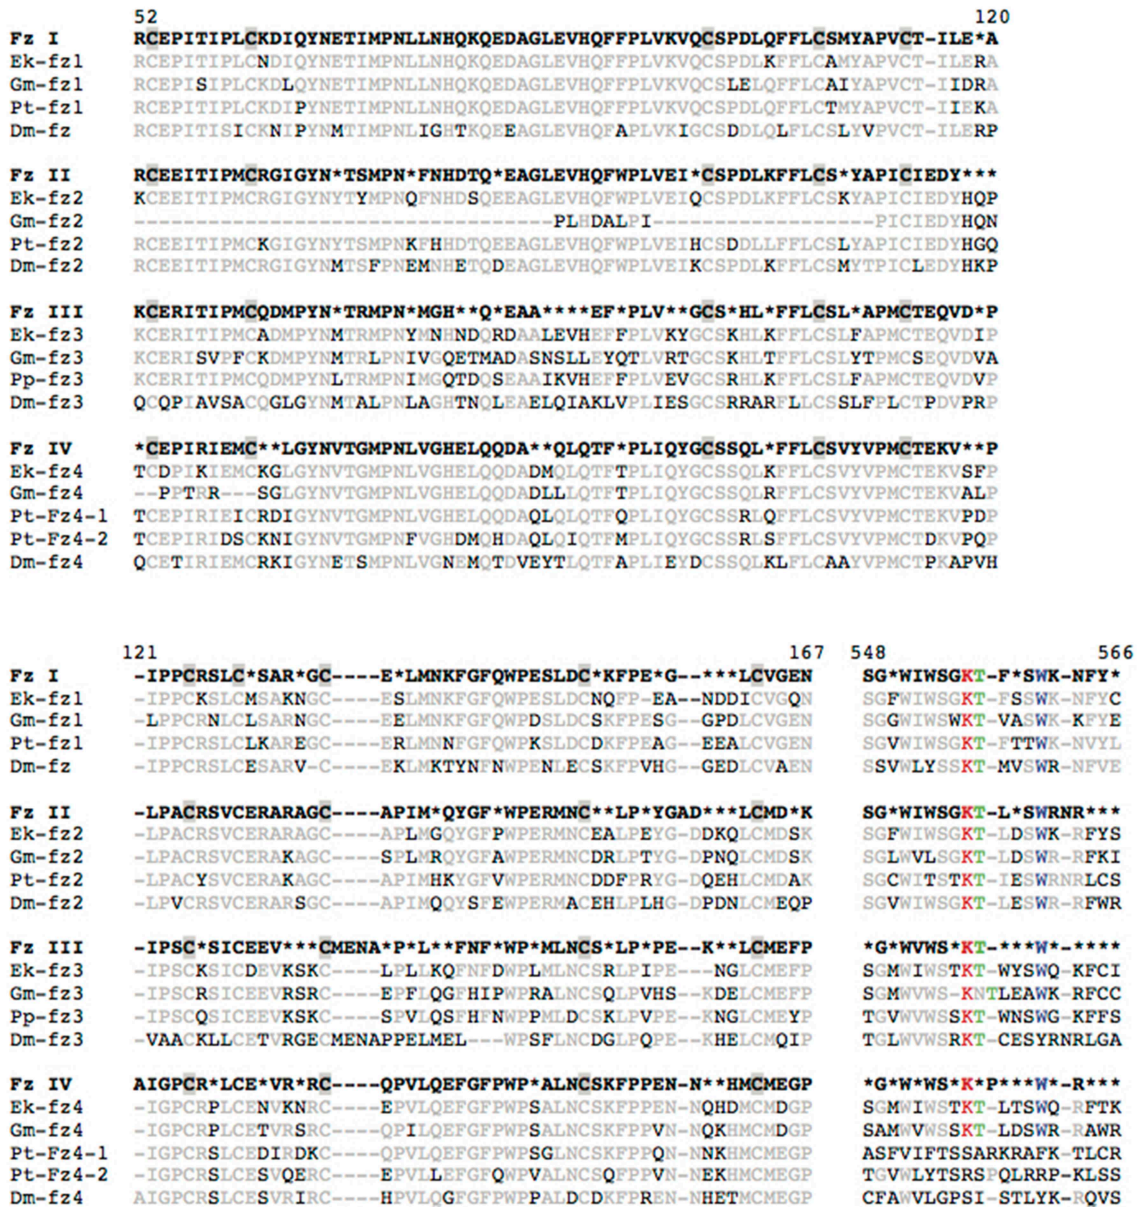 52 120
Fz I RCEPITIPLCKDIQYNETIMPNLLNHQKQEDAGLEVHQFFPLVKVQCSPDLQFFLCSMYAPVCT-ILE*A
Ek-fz1 RCEPITIPLCNDIQYNETIMPNLLNHQKQEDAGLEVHQFFPLVKVQCSPDLKFFLCAMYAPVCT-ILERA
Gm-fz1 RCEPISIPLCKDLQYNETIMPNLLNHQKQEDAGLEVHQFFPLVKVQCSPLELQFFLCAIYAPVCT-IIDRA
Pt-fz1 RCEPITIPLCKDIPYNETIMPNLLNHQKQEDAGLEVHQFFPLVKVQCSPDLQFFLCTMYAPVCT-IIEKA
Dm-fz RCEPITISICKNIPYNMTIMPNLIGHTKQEEAGLEVHQFAPLVKIGCSDDLQLFLCSLYVPVCT-ILERP
Fz II RCEEITIPMCRGIGYN*TSMPN*FNHDTQ*EAGLEVHQFWPLVEI*CSPDLKFFLCS*YAPICIEDY***
Ek-fz2 KCEEITIPMCRGIGYNYTYMPNQFNHDSQEEAGLEVHQFWPLVEIQCSPDLKFFLCSKYAPICIEDYHQP
Gm-fz2 ----------------------------------PLHDALPI------------------PICIEDYHQN
Pt-fz2 RCEEITIPMCKGIGYNYTSMPNKFHHDTQEEAGLEVHQFWPLVEIHCSDDLLFFLCSLYAPICIEDYHGQ
Dm-fz2 RCEEITIPMCRGIGYNMTSFPNEMNHETQDEAGLEVHQFWPLVEIKCSPDLKFFLCSMYTPICLEDYHKP
Fz III KCERITIPMCQDMPYN*TRMPN*MGH**Q*EAA****EF*PLV**GCS*HL*FFLCSL*APMCTEQVD*P
Ek-fz3 KCERITIPMCADMPYNMTRMPNYMNHNDQRDAALEVHEFFPLVKYGCSKHLKFFLCSLFAPMCTEQVDIP
Gm-fz3 KCERISVPFCKDMPYNMTRLPNIVGQETMADASNSLLEYQTLVRTGCSKHLTFFLCSLYTPMCSEQVDVA
Pp-fz3 KCERITIPMCQDMPYNLTRMPNIMGQTDQSEAAIKVHEFFPLVEVGCSRHLKFFLCSLFAPMCTEQVDVP
Dm-fz3 QCQPIAVSACQGLGYNMTALPNLAGHTNQLEAELQIAKLVPLIESGCSRRARFLLCSSLFPLCTPDVPRP
Fz IV *CEPIRIEMC**LGYNVTGMPNLVGHELQQDA**QLQTF*PLIQYGCSSQL*FFLCSVYVPMCTEKV**P
Ek-fz4 TCDPIKIEMCKGLGYNVTGMPNLVGHELQQDADMQLQTFTPLIQYGCSSQLKFFLCSVYVPMCTEKVSFP
Gm-fz4 --PPTRR---SGLGYNVTGMPNLVGHELQQDADLLLQTFTPLIQYGCSSQLRFFLCSVYVPMCTEKVALP
Pt-Fz4-1 TCEPIRIEICRDIGYNVTGMPNLVGHELQQDAQLQLQTFQPLIQYGCSSRLQFFLCSVYVPMCTEKVPDP
Pt-Fz4-2 TCEPIRIDSCKNIGYNVTGMPNFVGHDMQHDAQLQIQTFMPLIQYGCSSRLSFFLCSVYVPMCTDKVPQP
Dm-fz4 QCETIRIEMCRKIGYNETSMPNLVGNEMQTDVEYTLQTFAPLIEYDCSSQLKLFLCAAYVPMCTPKAPVH
121 167 548 566
Fz I -IPPCRSLC*SAR*GC----E*LMNKFGFQWPESLDC*KFPE*G----*LCVGEN SG*WIWSGKT-F*SWK-NFY*
Ek-fz1 -IPPCKSLCMSAKNGC----ESLMNKFGFQWPESLDCNQFP-EA--NDDICVGQN SGFWIWSGKT-FSSWK-NFYC
Gm-fz1 -LPPCRNLCLSARNGC----EELMNKFGFQWPDSLDCSKFPESG--GPDLCVGEN SGGWIWSWKT-VASWK-KFYE
Pt-fz1 -IPPCRSLCLKAREGC----ERLMNNFGFQWPKSLDCDKFPEAG--EEALCVGEN SGVWIWSGKT-FTTWK-NVYL
Dm-fz -IPPCRSLCESARV-C----EKLMKTYNFNWPENLECSKFPVHG--GEDLCVAEN SSVWLYSSKT-MVSWR-NFVE
Fz II -LPACRSVCERARAGC----APIM*QYGF*WPERMNC**LP*YGAD***LCMD*K SG*WIWSGKT-L*SWRNR***
Ek-fz2 -LPACRSVCERARAGC----APLMGQYGFPWPERMNCEALPEYG-DDKQLCMDSK SGFWIWSGKT-LDSWK-RFYS
Gm-fz2 -LPACRSVCERAKAGC----SPLMRQYGFAWPERMNCDRLPTYG-DPNQLCMDSK SGLWVLSGKT-LDSWR-RFKI
Pt-fz2 -LPACYSVCERAKAGC----APIMHKYGFVWPERMNCDDFPRYG-DQEHLCMDAK SGCWITSTKT-IESWRNRLCS
Dm-fz2 -LPVCRSVCERARSGC----APIMQQYSFEWPERMACEHLPLHG-DPDNLCMEQP SGVWIWSGKT-LESWR-RFWR
Fz III -IPSC*SICEEV***CMENA*P*L**FNF*WP*MLNCS*LP*PE--K**LCMEFP *G*WVWS*KT-****W*-****
Ek-fz3 -IPSCKSICDEVKSKC----LPLLKQFNFDWPLMLNCSRLPIPE----NGLCMEFP SGMWIWSTKT-WYSWQ-KFCI
Gm-fz3 -IPSCRSICEEVRSRC----EPFLQGFHIPWPRALNCSQLPVHS--KDELCMEFP SGMWVWS-KNTLEAWK-RFCC
Pp-fz3 -IPSCQSICEEVKSKC----SPVLQSFHFNWPPMLDCSKLPVPE--KNGLCMEYP TGVWVWSSKT-WNSWG-KFFS
Dm-fz3 -VAACKLLCETVRGECMENAPPELMEL---WPSFLNCDGLPQPE--KHELCMQIP TGLWVWSRKTCESYRNRLGA
Fz IV AIGPCR*LCE*VR*RC----QPVLQEFGFPWP*ALNCSKFPPEN-N**HMCMEGP *G*W*WS*K*P***W*-R***
Ek-fz4 -IGPCRPLCENVKNRC----EPVLQEFGFPWPSALNCSKFPPEN-NQHDMCMDGP SGMWIWSTKT-LTSWQ-RFTK
Gm-fz4 -IGPCRPLCETVRSRC----QPILQEFGFPWPSALNCSKFPPVN-NQKHMCMEGP SAMWVWSSKT-LDSWR-RAWR
Pt-Fz4-1 -IGPCRSLCEDIRDKC----QPVLQEFGFPWPSGLNCSKFPPQN-NNKHMCMEGP ASFVIFTSSARKRAFK-TLCR
Pt-Fz4-2 -IGPCRSLCESVQERC----EPVLLEFGFQWPVALNCSKFPPVN-NEKHMCMEGP TGVWLYTSRSPQLRRP-KLSS
Dm-fz4 AIGPCRSLCESVRIRC----HPVLQGFGFPWPPALDCDKFPREN-NHETMCMEGP CFAWVLGPSI-STLYK-RQVS